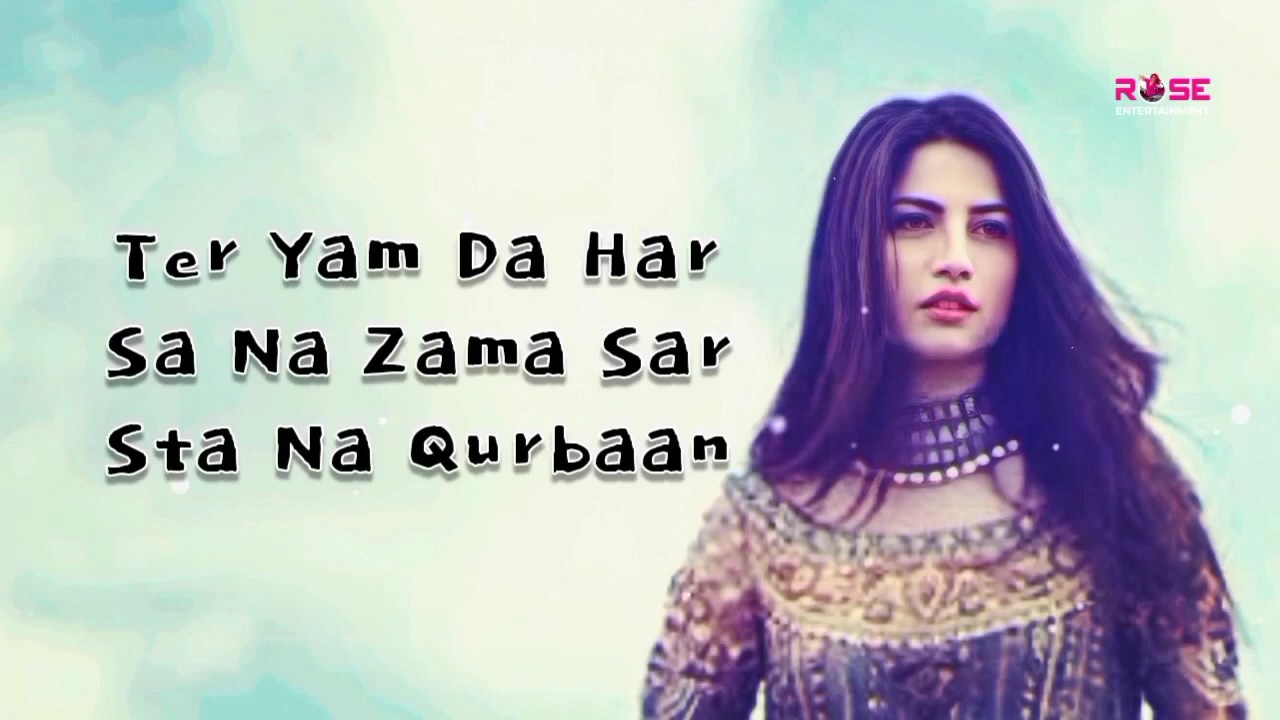 ROSE
ENTERTAINMENT
Ter Yam Da Har
Sa Na Zama Sar
Sta Na Qurbaan